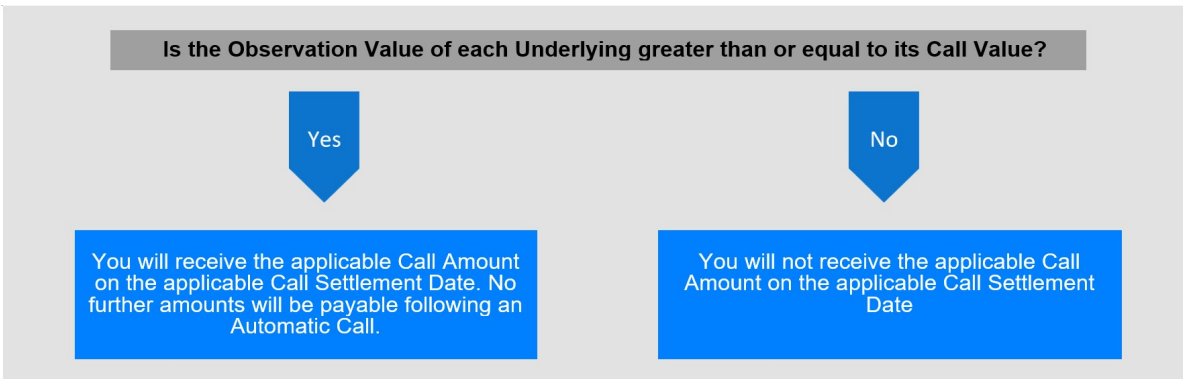 Is the Observation Value of each Underlying greater than or equal to its Call Value?
Yes
No
You will receive the applicable Call Amount
on the applicable Call Settlement Date. No
further amounts will be payable following an
Automatic Call.
You will not receive the applicable Call
Amount on the applicable Call Settlement
Date